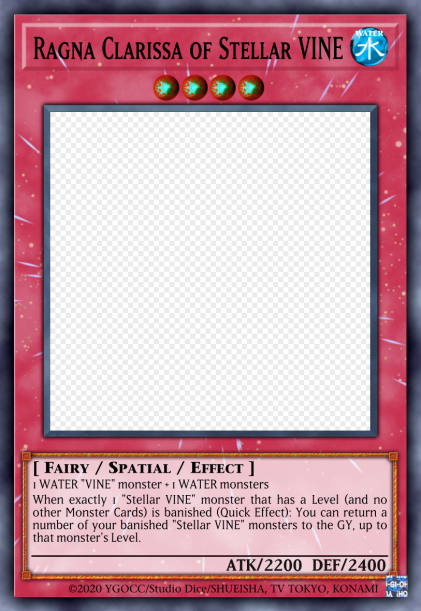 Ragna Clarissa of Stellar VINE
WATER
水
[ Fairy / Spatial / Effect ]
1 WATER "VINE" monster + 1 WATER monsters
When exactly 1 "Stellar VINE" monster that has a Level (and no
other Monster Cards) is banished (Quick Effect): You can return a
number of your banished "Stellar VINE" monsters to the GY, up to
that monster's Level.
ATK/2200 DEF/2400
©2020 YGOCC/Studio Dice/SHUEISHA, TV TOKYO, KONAMI